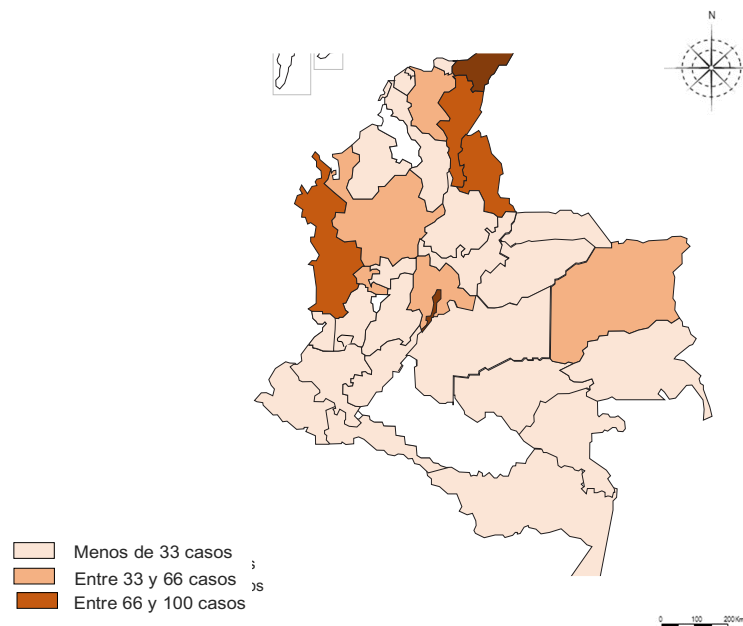 N
Menos de 33 casos
Entre 33 y 66 casos
Entre 66 y 100 casos
0 100 200 Km